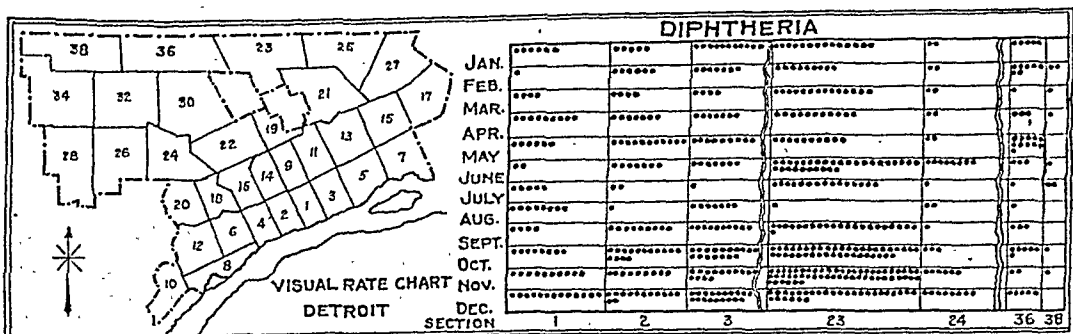 DIPHTHERIA
38 36 23 25
27
34 32 30 21 17
19 13 15
28 26 24 22 11 7
9
14
16 5
18 3
20 1
2
4
6
12
8
10
VISUAL RATE CHART
DETROIT
JAN.
FEB.
MAR.
APR.
MAY
JUNE
JULY
AUG.
SEPT.
OCT.
NOV.
DEC.
SECTION 1 2 3 23 24 36 38